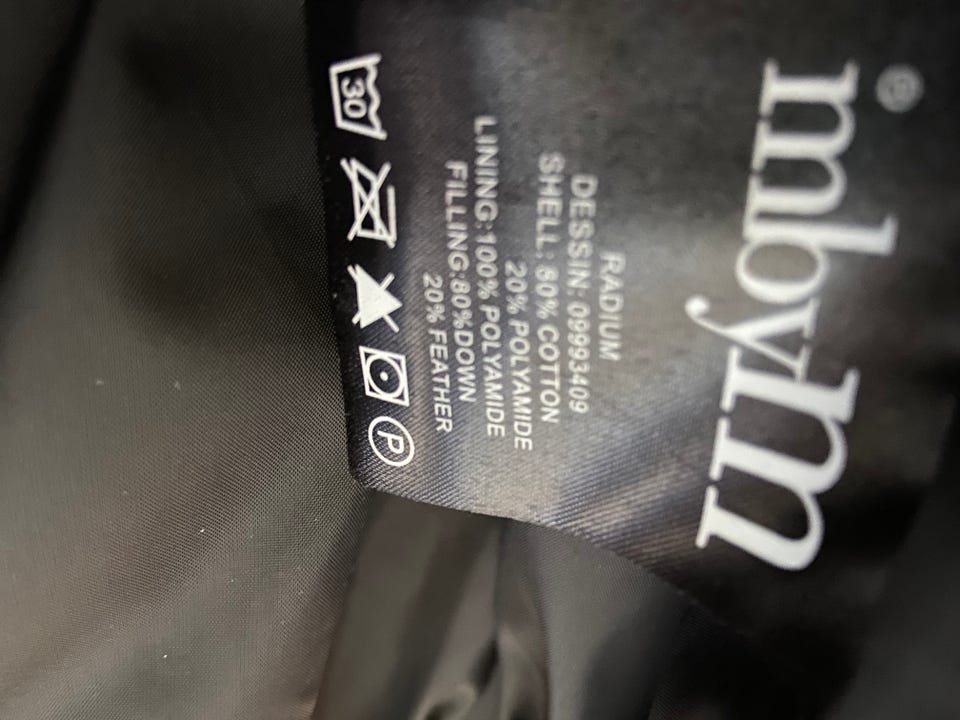 mbyM®
RADIUM
DESSIN: 09993409
SHELL: 80% COTTON
20% POLYAMIDE
LINING:100% POLYAMIDE
FILLING:80%DOWN
20% FEATHER
30 P